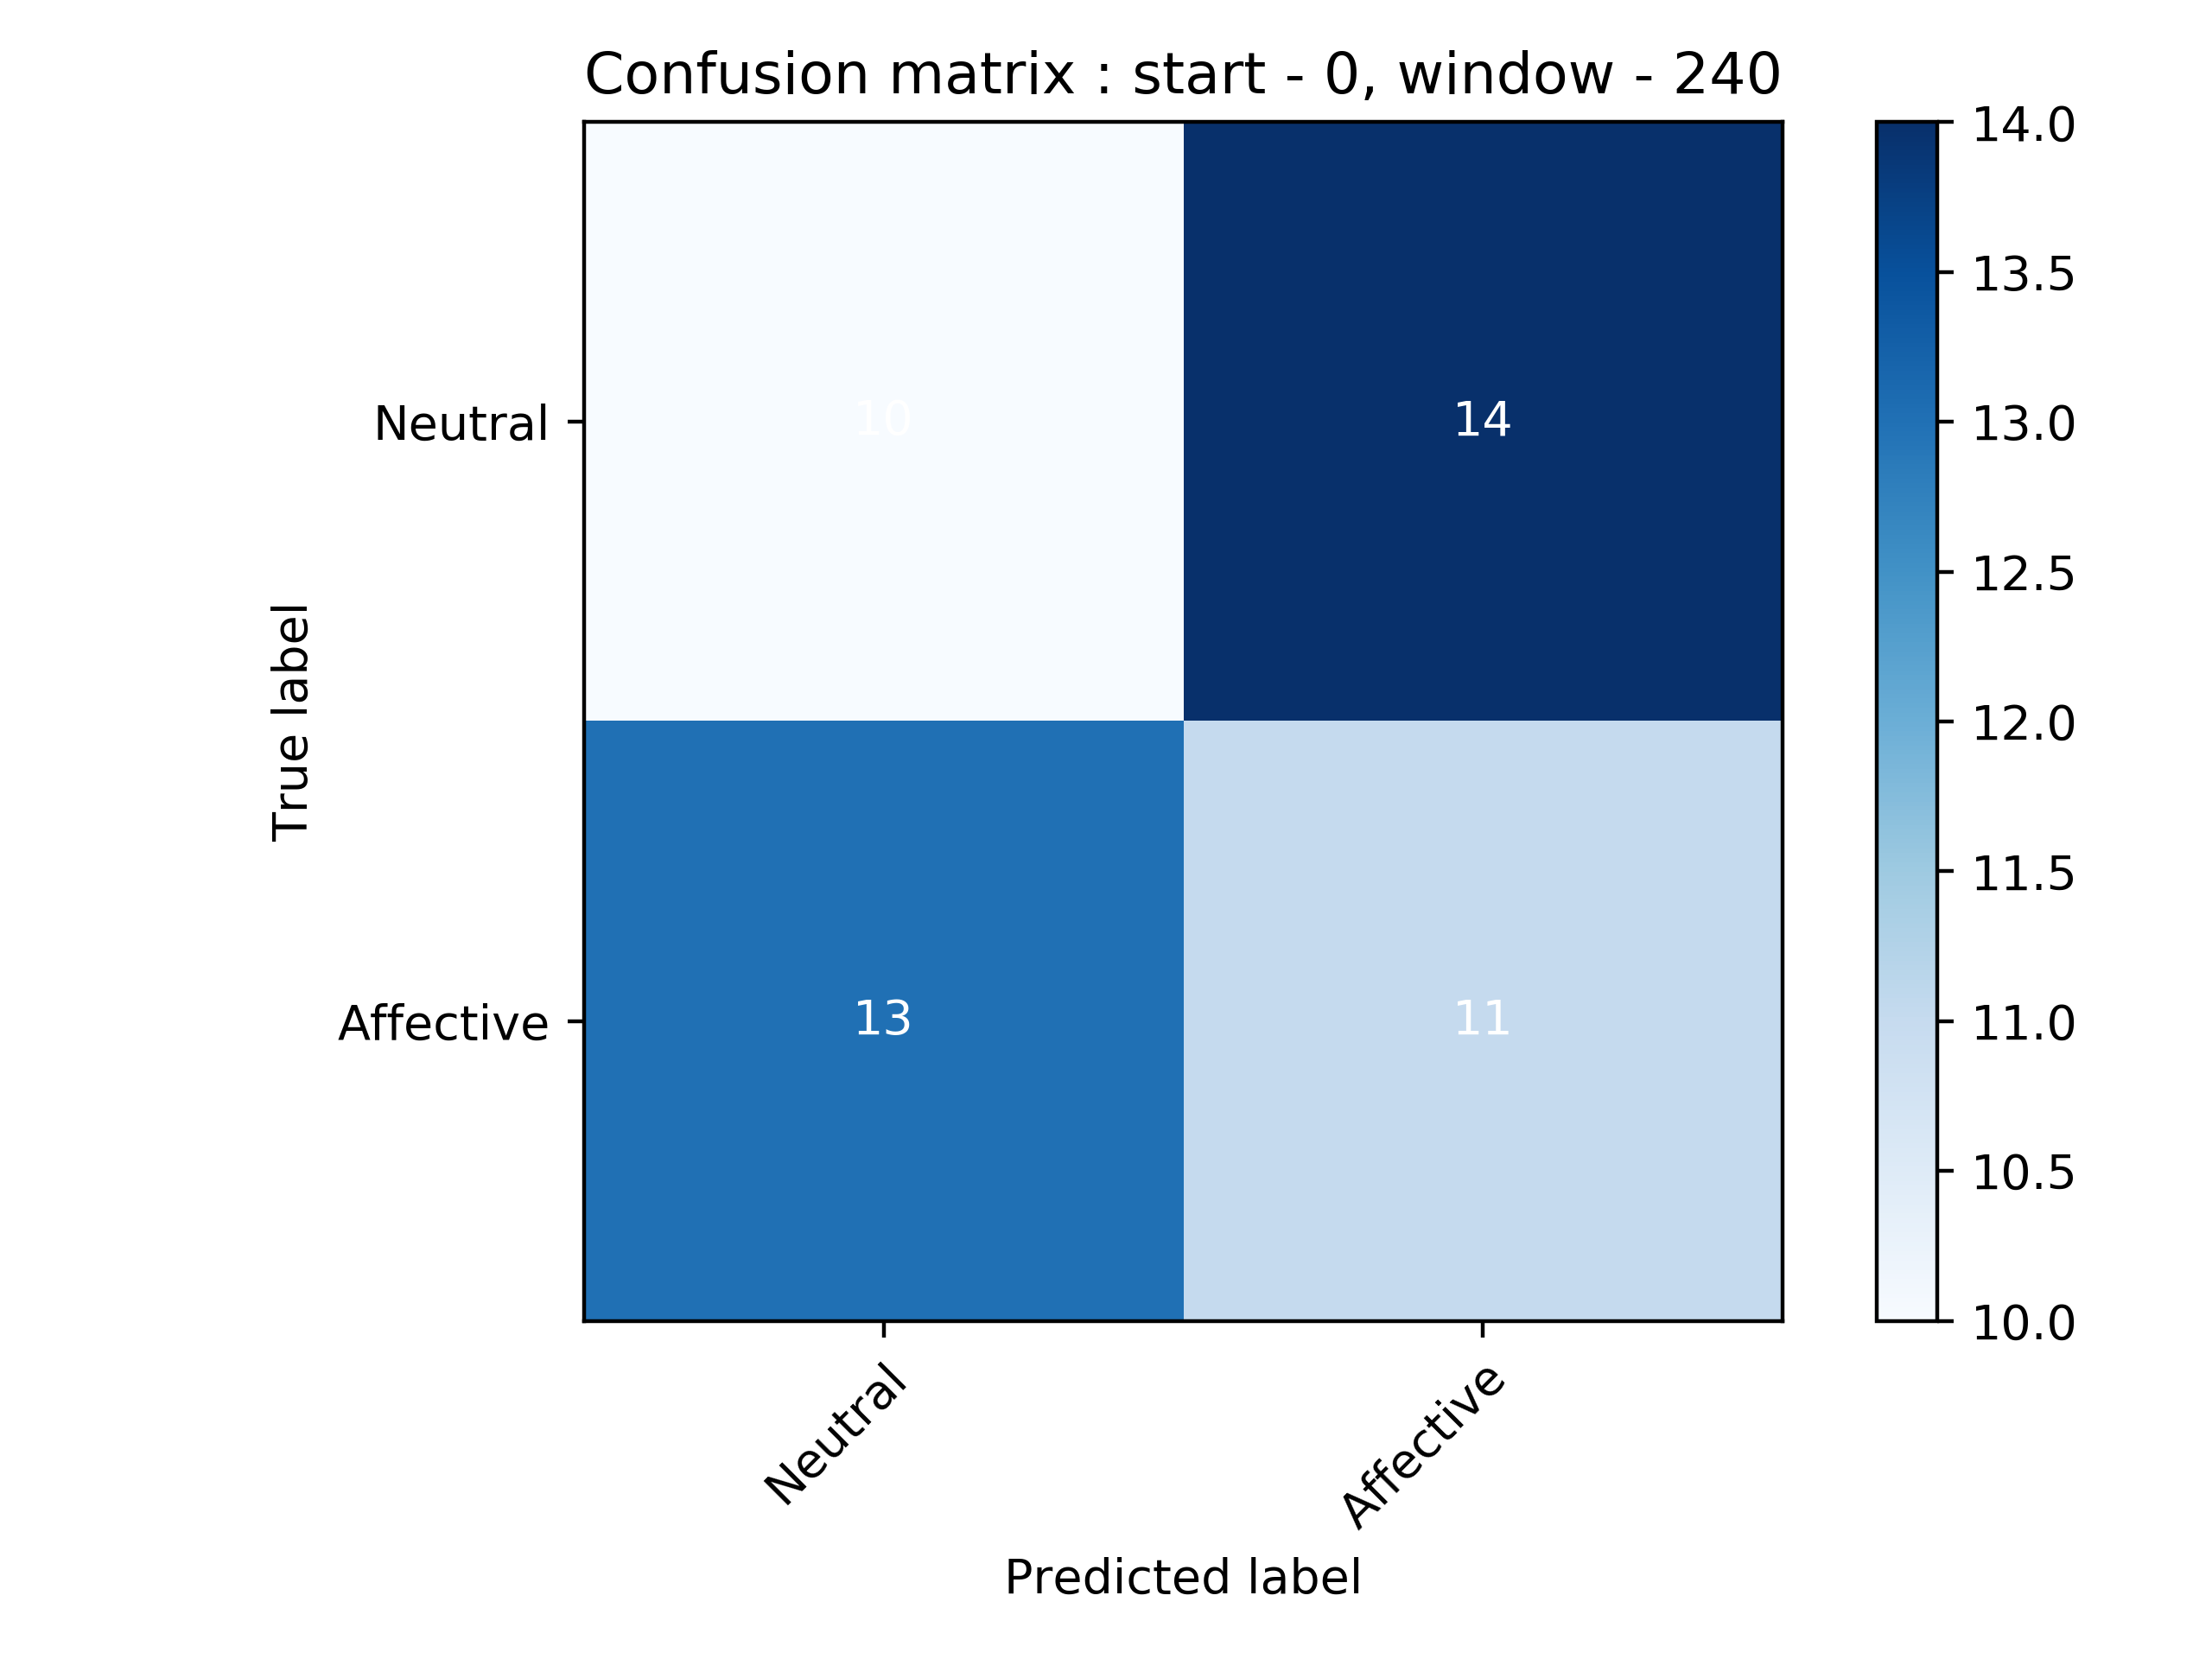 Confusion matrix : start - 0, window - 240
14.0
13.5
13.0
12.5
12.0
11.5
11.0
10.5
10.0
True label
Neutral
10
14
Affective
13
11
Neutral
Affective
Predicted label